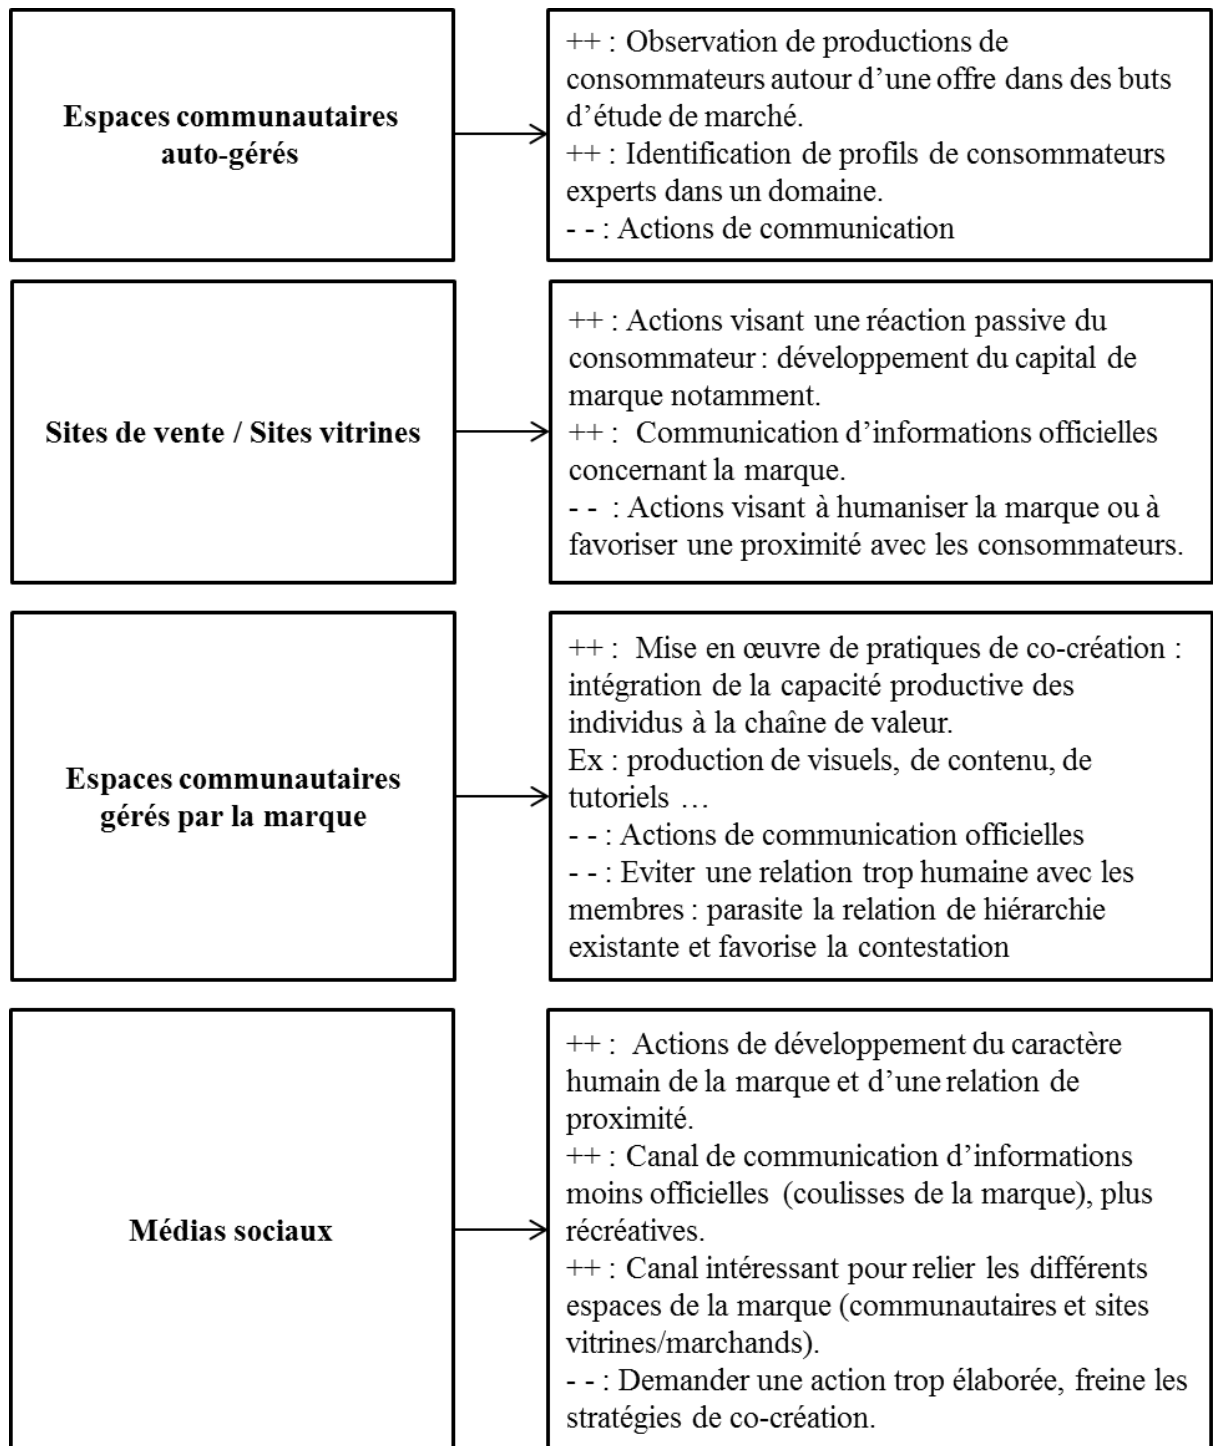 Espaces communautaires
auto-gérés
++ : Observation de productions de
consommateurs autour d’une offre dans des buts
d’étude de marché.
++ : Identification de profils de consommateurs
experts dans un domaine.
- - : Actions de communication
Sites de vente / Sites vitrines
++ : Actions visant une réaction passive du
consommateur : développement du capital de
marque notamment.
++ : Communication d’informations officielles
concernant la marque.
- - : Actions visant à humaniser la marque ou à
favoriser une proximité avec les consommateurs.
Espaces communautaires
gérés par la marque
++ : Mise en œuvre de pratiques de co-création :
intégration de la capacité productive des
individus à la chaîne de valeur.
Ex : production de visuels, de contenu, de
tutoriels …
- - : Actions de communication officielles
- - : Eviter une relation trop humaine avec les
membres : parasite la relation de hiérarchie
existante et favorise la contestation
Médias sociaux
++ : Actions de développement du caractère
humain de la marque et d’une relation de
proximité.
++ : Canal de communication d’informations
moins officielles (coulisses de la marque), plus
récréatives.
++ : Canal intéressant pour relier les différents
espaces de la marque (communautaires et sites
vitrines/marchands).
- - : Demander une action trop élaborée, freine les
stratégies de co-création.